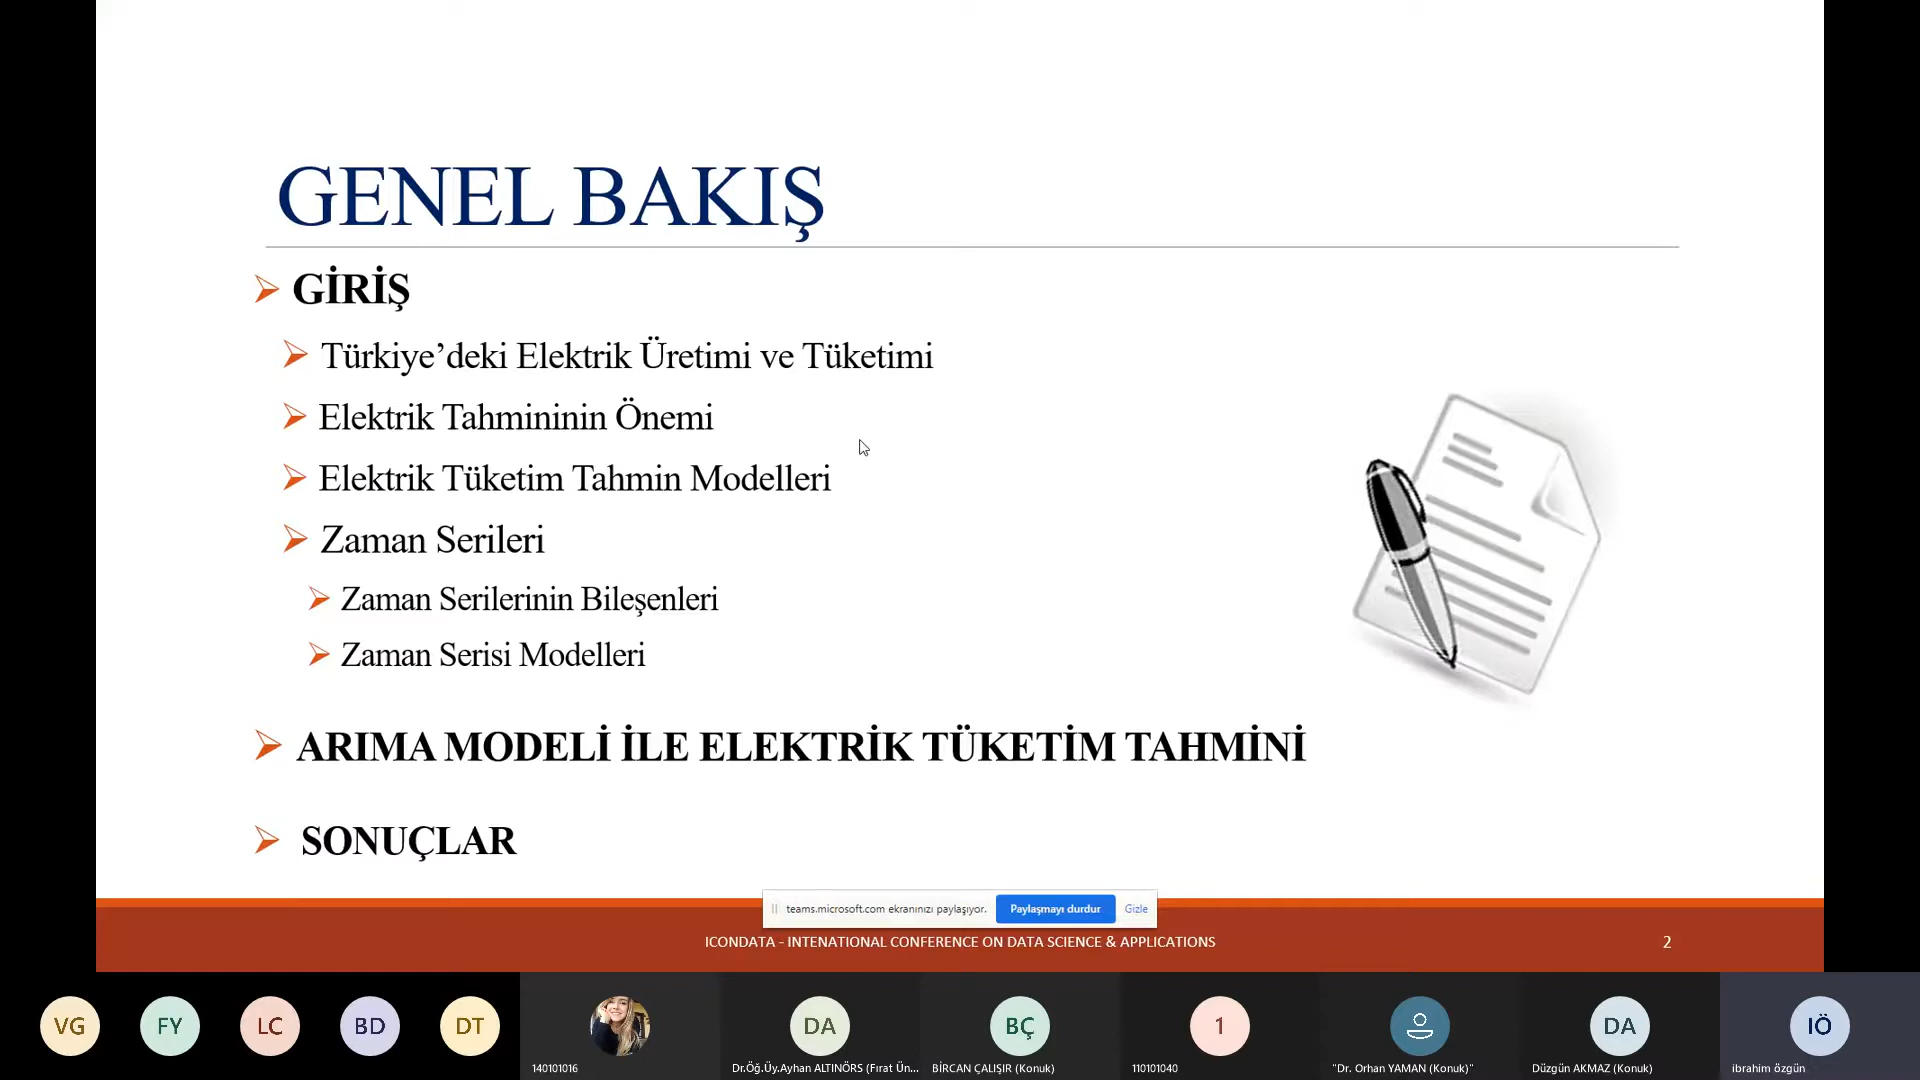 GENEL BAKIŞ
GİRİŞ
Türkiye’deki Elektrik Üretimi ve Tüketimi
Elektrik Tahmininin Önemi
Elektrik Tüketim Tahmin Modelleri
Zaman Serileri
Zaman Serilerinin Bileşenleri
Zaman Serisi Modelleri
ARIMA MODELİ İLE ELEKTRİK TÜKETİM TAHMİNİ
SONUÇLAR
teams.microsoft.com ekranınızı paylaşıyor. Paylaşmayı durdur Gizle
ICONDATA - INTENATIONAL CONFERENCE ON DATA SCIENCE & APPLICATIONS 2
VG FY LC BD DT DA BÇ 1 DA IÖ
140101016 Dr.Öğ.Üy.Ayhan ALTINÖRS (Fırat Ün... BİRCAN ÇALIŞIR (Konuk) 110101040 "Dr. Orhan YAMAN (Konuk)" Düzgün AKMAZ (Konuk) ibrahim özgün